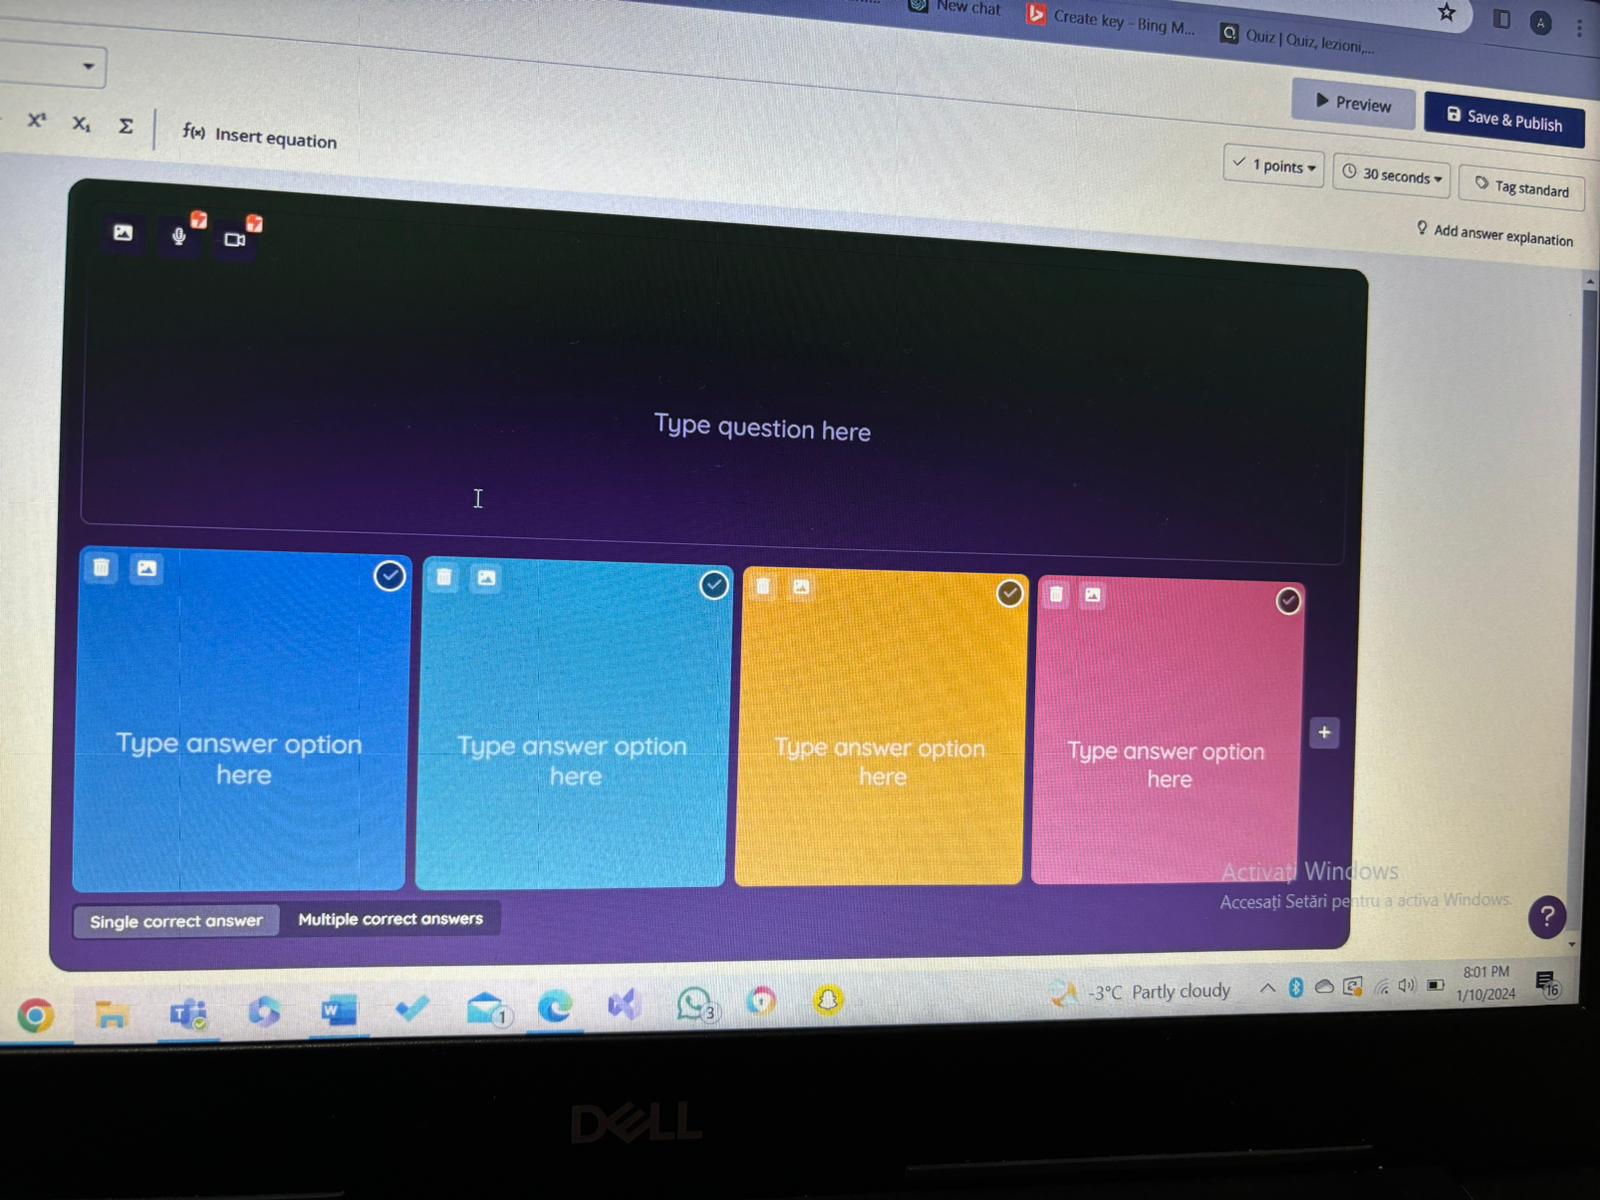 New chat
Create key - Bing M...
Quiz | Quiz, lezioni,...
A
Preview
Save & Publish
X²
X₁
Σ
f(x) Insert equation
1 points
30 seconds
Tag standard
Add answer explanation
Type question here
Type answer option
here
Type answer option
here
Type answer option
here
Type answer option
here
+
Single correct answer
Multiple correct answers
Activați Windows
Accesați Setări pentru a activa Windows.
?
W
1
3
-3°C Partly cloudy
8:01 PM
1/10/2024
16
DELL